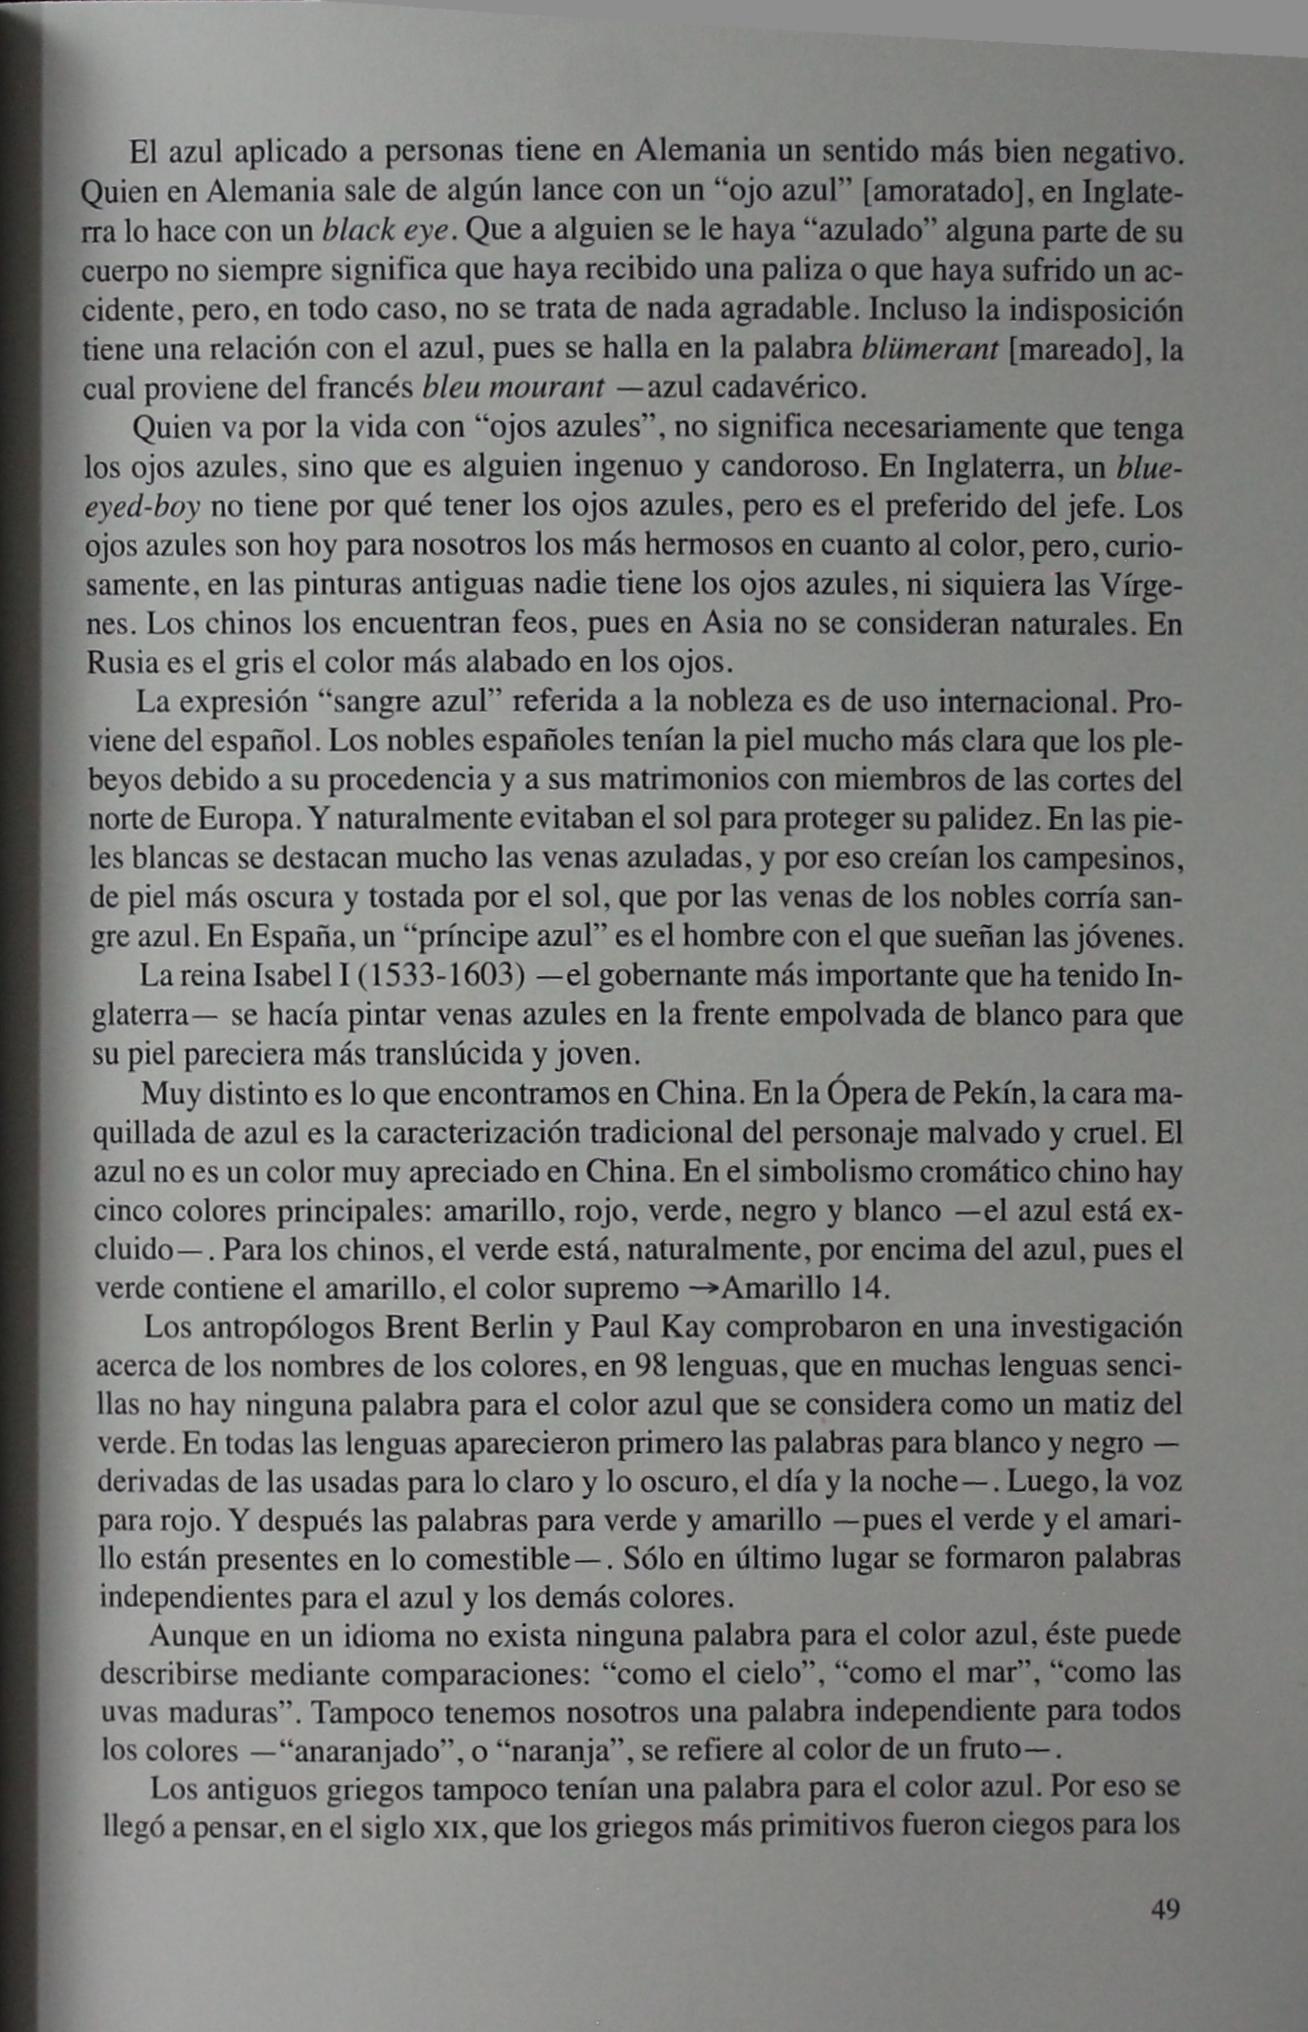 El azul aplicado a personas tiene en Alemania un sentido más bien negativo.
Quien en Alemania sale de algún lance con un “ojo azul” [amoratado], en Inglate-
rra lo hace con un black eye. Que a alguien se le haya “azulado” alguna parte de su
cuerpo no siempre significa que haya recibido una paliza o que haya sufrido un ac-
cidente, pero, en todo caso, no se trata de nada agradable. Incluso la indisposición
tiene una relación con el azul, pues se halla en la palabra blümerant [mareado], la
cual proviene del francés bleu mourant —azul cadavérico.
Quien va por la vida con “ojos azules”, no significa necesariamente que tenga
los ojos azules, sino que es alguien ingenuo y candoroso. En Inglaterra, un blue-
eyed-boy no tiene por qué tener los ojos azules, pero es el preferido del jefe. Los
ojos azules son hoy para nosotros los más hermosos en cuanto al color, pero, curio-
samente, en las pinturas antiguas nadie tiene los ojos azules, ni siquiera las Vírge-
nes. Los chinos los encuentran feos, pues en Asia no se consideran naturales. En
Rusia es el gris el color más alabado en los ojos.
La expresión “sangre azul” referida a la nobleza es de uso internacional. Pro-
viene del español. Los nobles españoles tenían la piel mucho más clara que los ple-
beyos debido a su procedencia y a sus matrimonios con miembros de las cortes del
norte de Europa. Y naturalmente evitaban el sol para proteger su palidez. En las pie-
les blancas se destacan mucho las venas azuladas, y por eso creían los campesinos,
de piel más oscura y tostada por el sol, que por las venas de los nobles corría san-
gre azul. En España, un “príncipe azul” es el hombre con el que sueñan las jóvenes.
La reina Isabel I (1533-1603) —el gobernante más importante que ha tenido In-
glaterra— se hacía pintar venas azules en la frente empolvada de blanco para que
su piel pareciera más translúcida y joven.
Muy distinto es lo que encontramos en China. En la Ópera de Pekín, la cara ma-
quillada de azul es la caracterización tradicional del personaje malvado y cruel. El
azul no es un color muy apreciado en China. En el simbolismo cromático chino hay
cinco colores principales: amarillo, rojo, verde, negro y blanco —el azul está ex-
cluido—. Para los chinos, el verde está, naturalmente, por encima del azul, pues el
verde contiene el amarillo, el color supremo →Amarillo 14.
Los antropólogos Brent Berlin y Paul Kay comprobaron en una investigación
acerca de los nombres de los colores, en 98 lenguas, que en muchas lenguas senci-
llas no hay ninguna palabra para el color azul que se considera como un matiz del
verde. En todas las lenguas aparecieron primero las palabras para blanco y negro —
derivadas de las usadas para lo claro y lo oscuro, el día y la noche—. Luego, la voz
para rojo. Y después las palabras para verde y amarillo —pues el verde y el amari-
llo están presentes en lo comestible—. Sólo en último lugar se formaron palabras
independientes para el azul y los demás colores.
Aunque en un idioma no exista ninguna palabra para el color azul, éste puede
describirse mediante comparaciones: “como el cielo”, “como el mar”, “como las
uvas maduras”. Tampoco tenemos nosotros una palabra independiente para todos
los colores —“anaranjado”, o “naranja”, se refiere al color de un fruto—.
Los antiguos griegos tampoco tenían una palabra para el color azul. Por eso se
llegó a pensar, en el siglo XIX, que los griegos más primitivos fueron ciegos para los
49